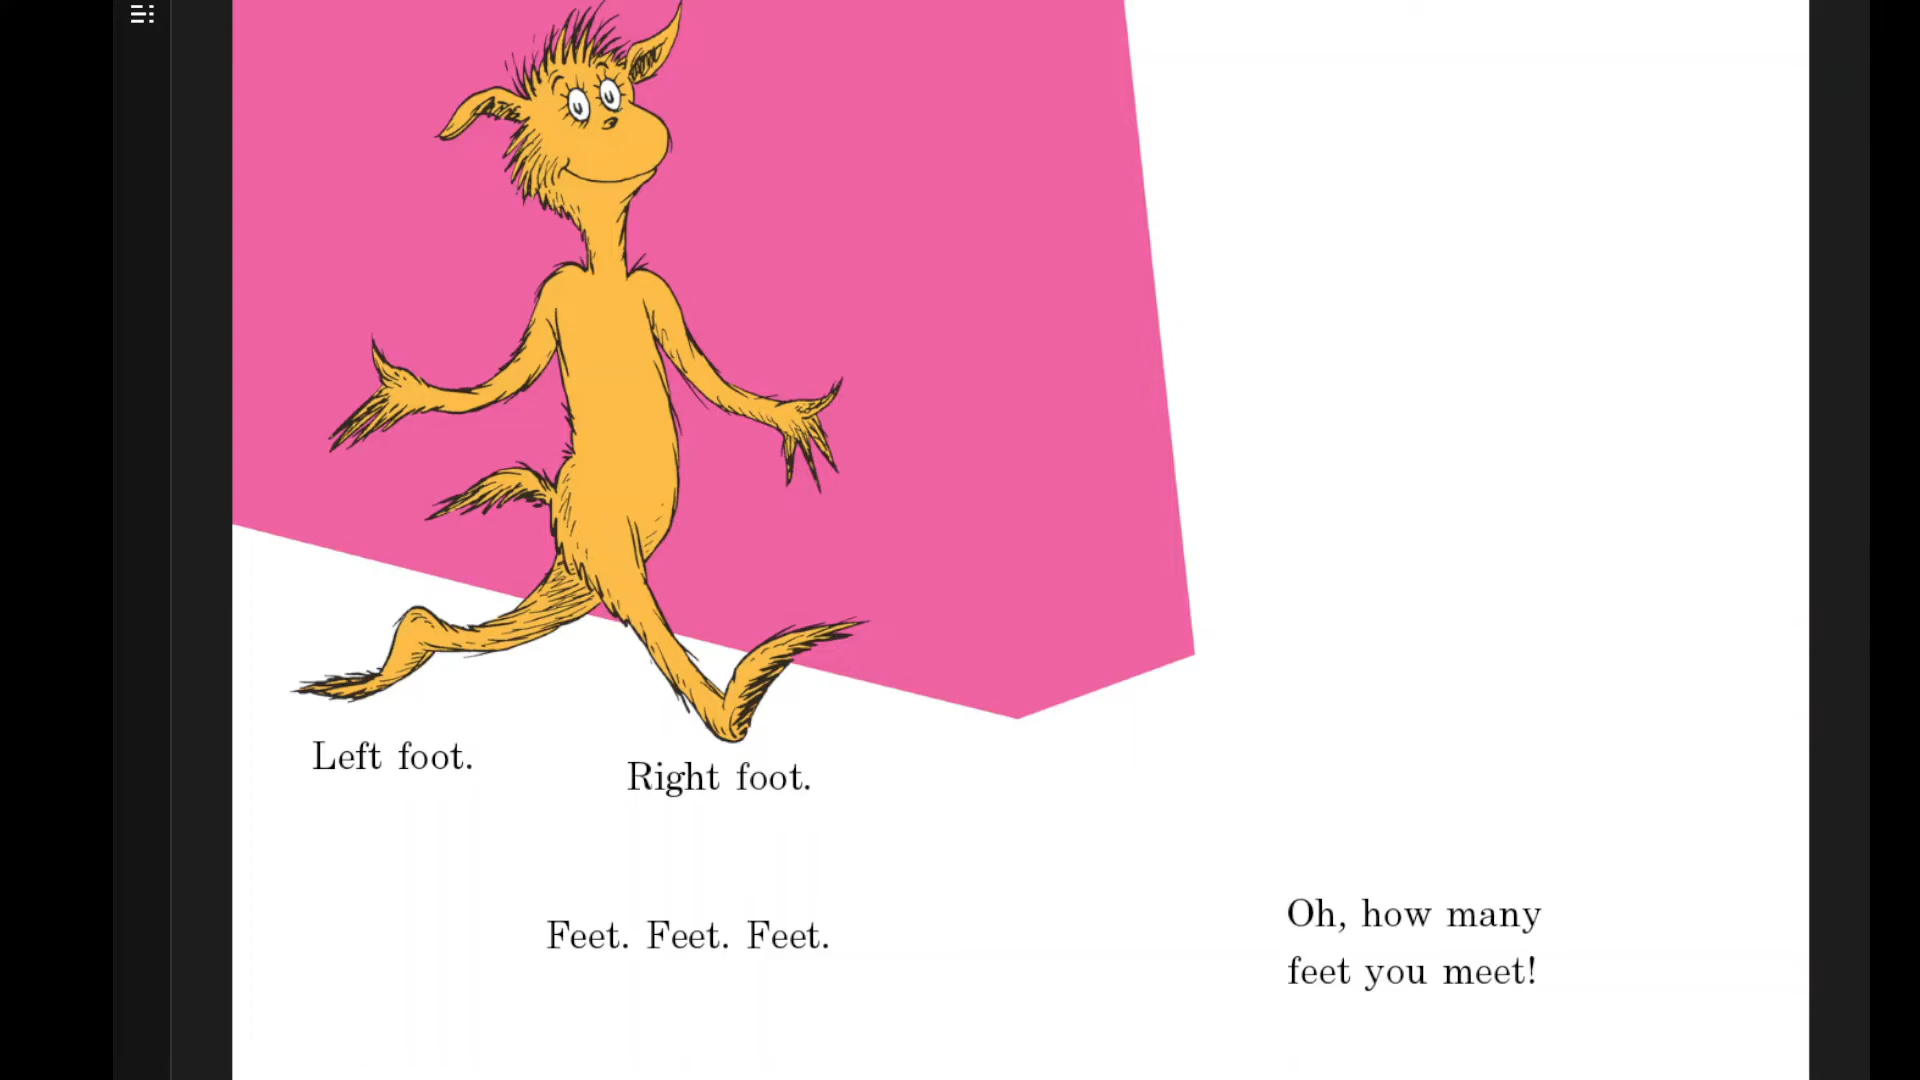 Left foot.
Right foot.
Feet. Feet. Feet.
Oh, how many
feet you meet!